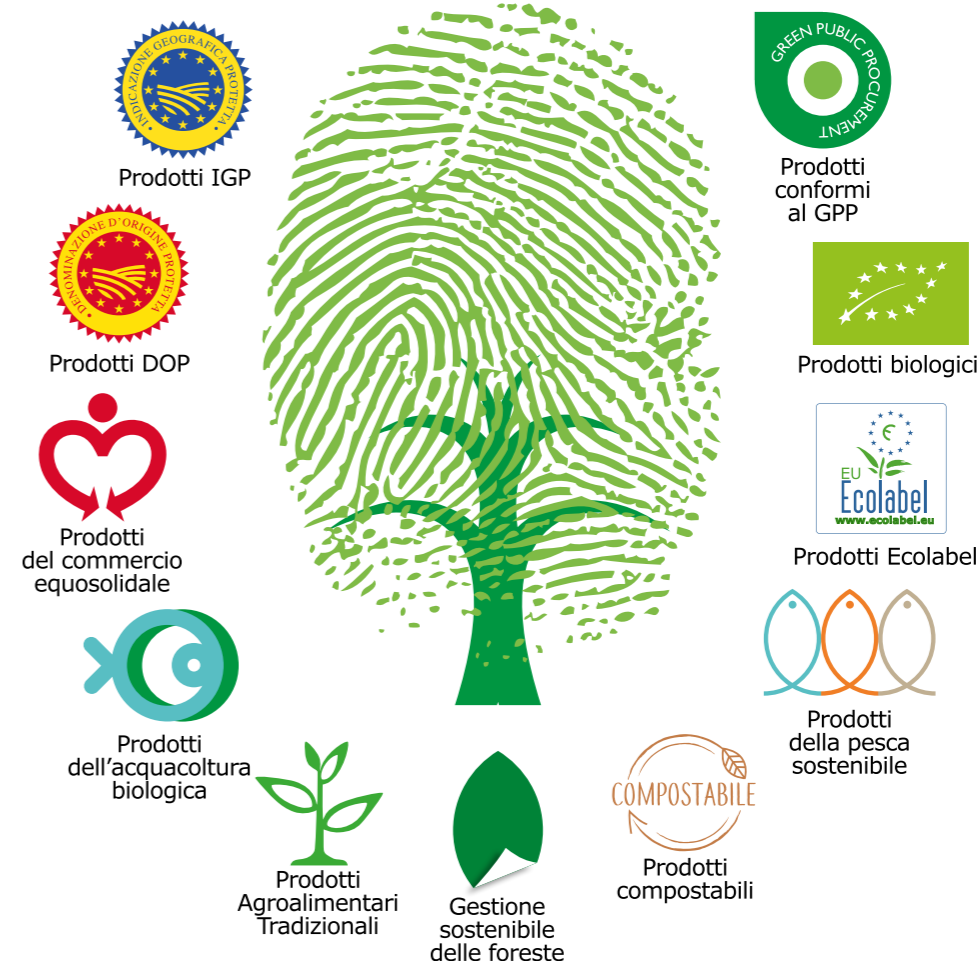 INDICAZIONE GEOGRAFICA PROTETTA
Prodotti IGP
DENOMINAZIONE D'ORIGINE PROTETTA
Prodotti DOP
Prodotti
del commercio
equosolidale
Prodotti
dell'acquacoltura
biologica
Prodotti
Agroalimentari
Tradizionali
Gestione
sostenibile
delle foreste
COMPOSTABILE
Prodotti
compostabili
GREEN PUBLIC PROCUREMENT
Prodotti
conformi
al GPP
Prodotti biologici
EU
Ecolabel
www.ecolabel.eu
Prodotti Ecolabel
Prodotti
della pesca
sostenibile